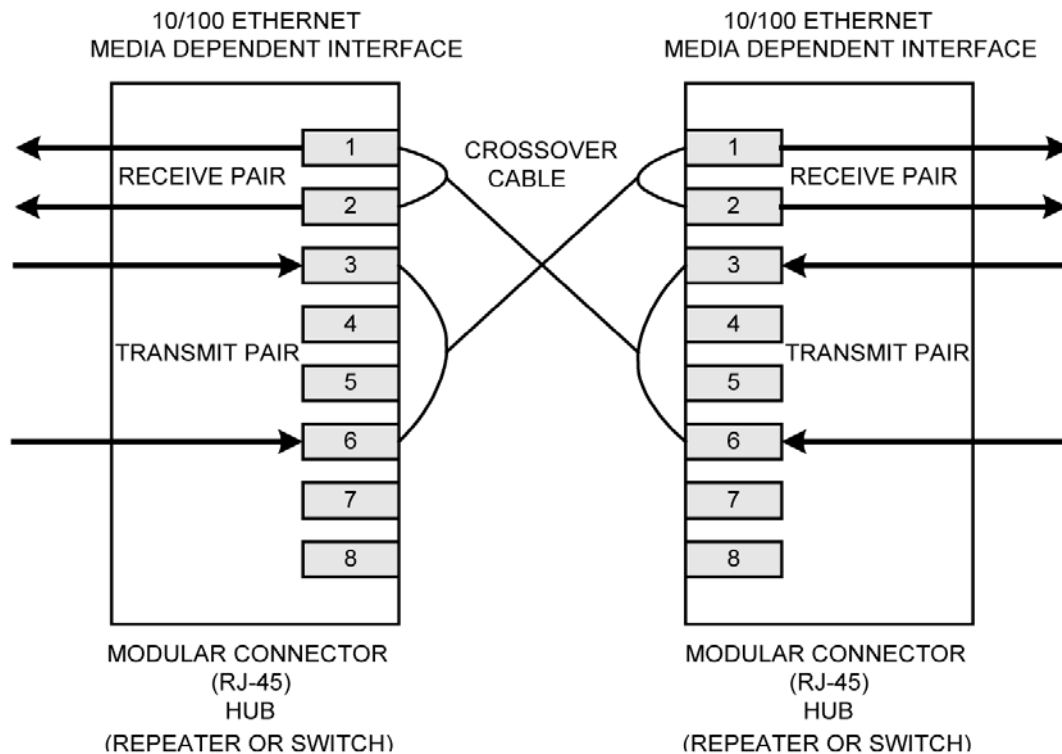 10/100 ETHERNET
MEDIA DEPENDENT INTERFACE
10/100 ETHERNET
MEDIA DEPENDENT INTERFACE
1
RECEIVE PAIR
2
3
4
TRANSMIT PAIR
5
6
7
8
CROSSOVER
CABLE
1
RECEIVE PAIR
2
3
4
TRANSMIT PAIR
5
6
7
8
MODULAR CONNECTOR
(RJ-45)
HUB
(REPEATER OR SWITCH)
MODULAR CONNECTOR
(RJ-45)
HUB
(REPEATER OR SWITCH)